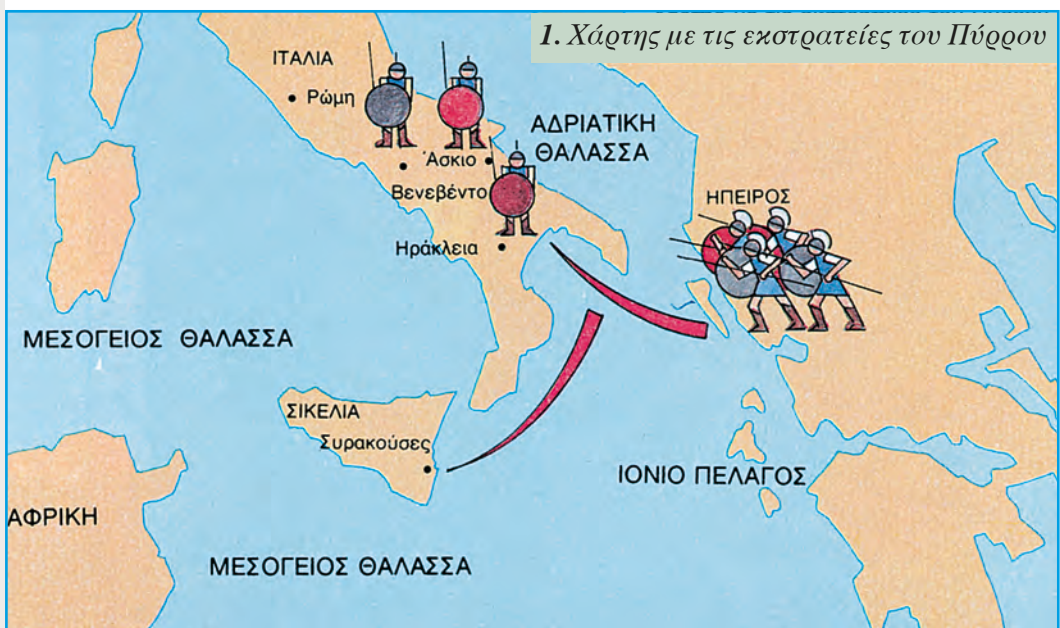 1. Χάρτης με τις εκστρατείες του Πύρρου
ΙΤΑΛΙΑ
Ρώμη
ΑΔΡΙΑΤΙΚΗ
ΘΑΛΑΣΣΑ
Άσκιο
Βενεβέντο
ΗΠΕΙΡΟΣ
Ηράκλεια
ΜΕΣΟΓΕΙΟΣ ΘΑΛΑΣΣΑ
ΣΙΚΕΛΙΑ
Συρακούσες
ΙΟΝΙΟ ΠΕΛΑΓΟΣ
ΑΦΡΙΚΗ
ΜΕΣΟΓΕΙΟΣ ΘΑΛΑΣΣΑ